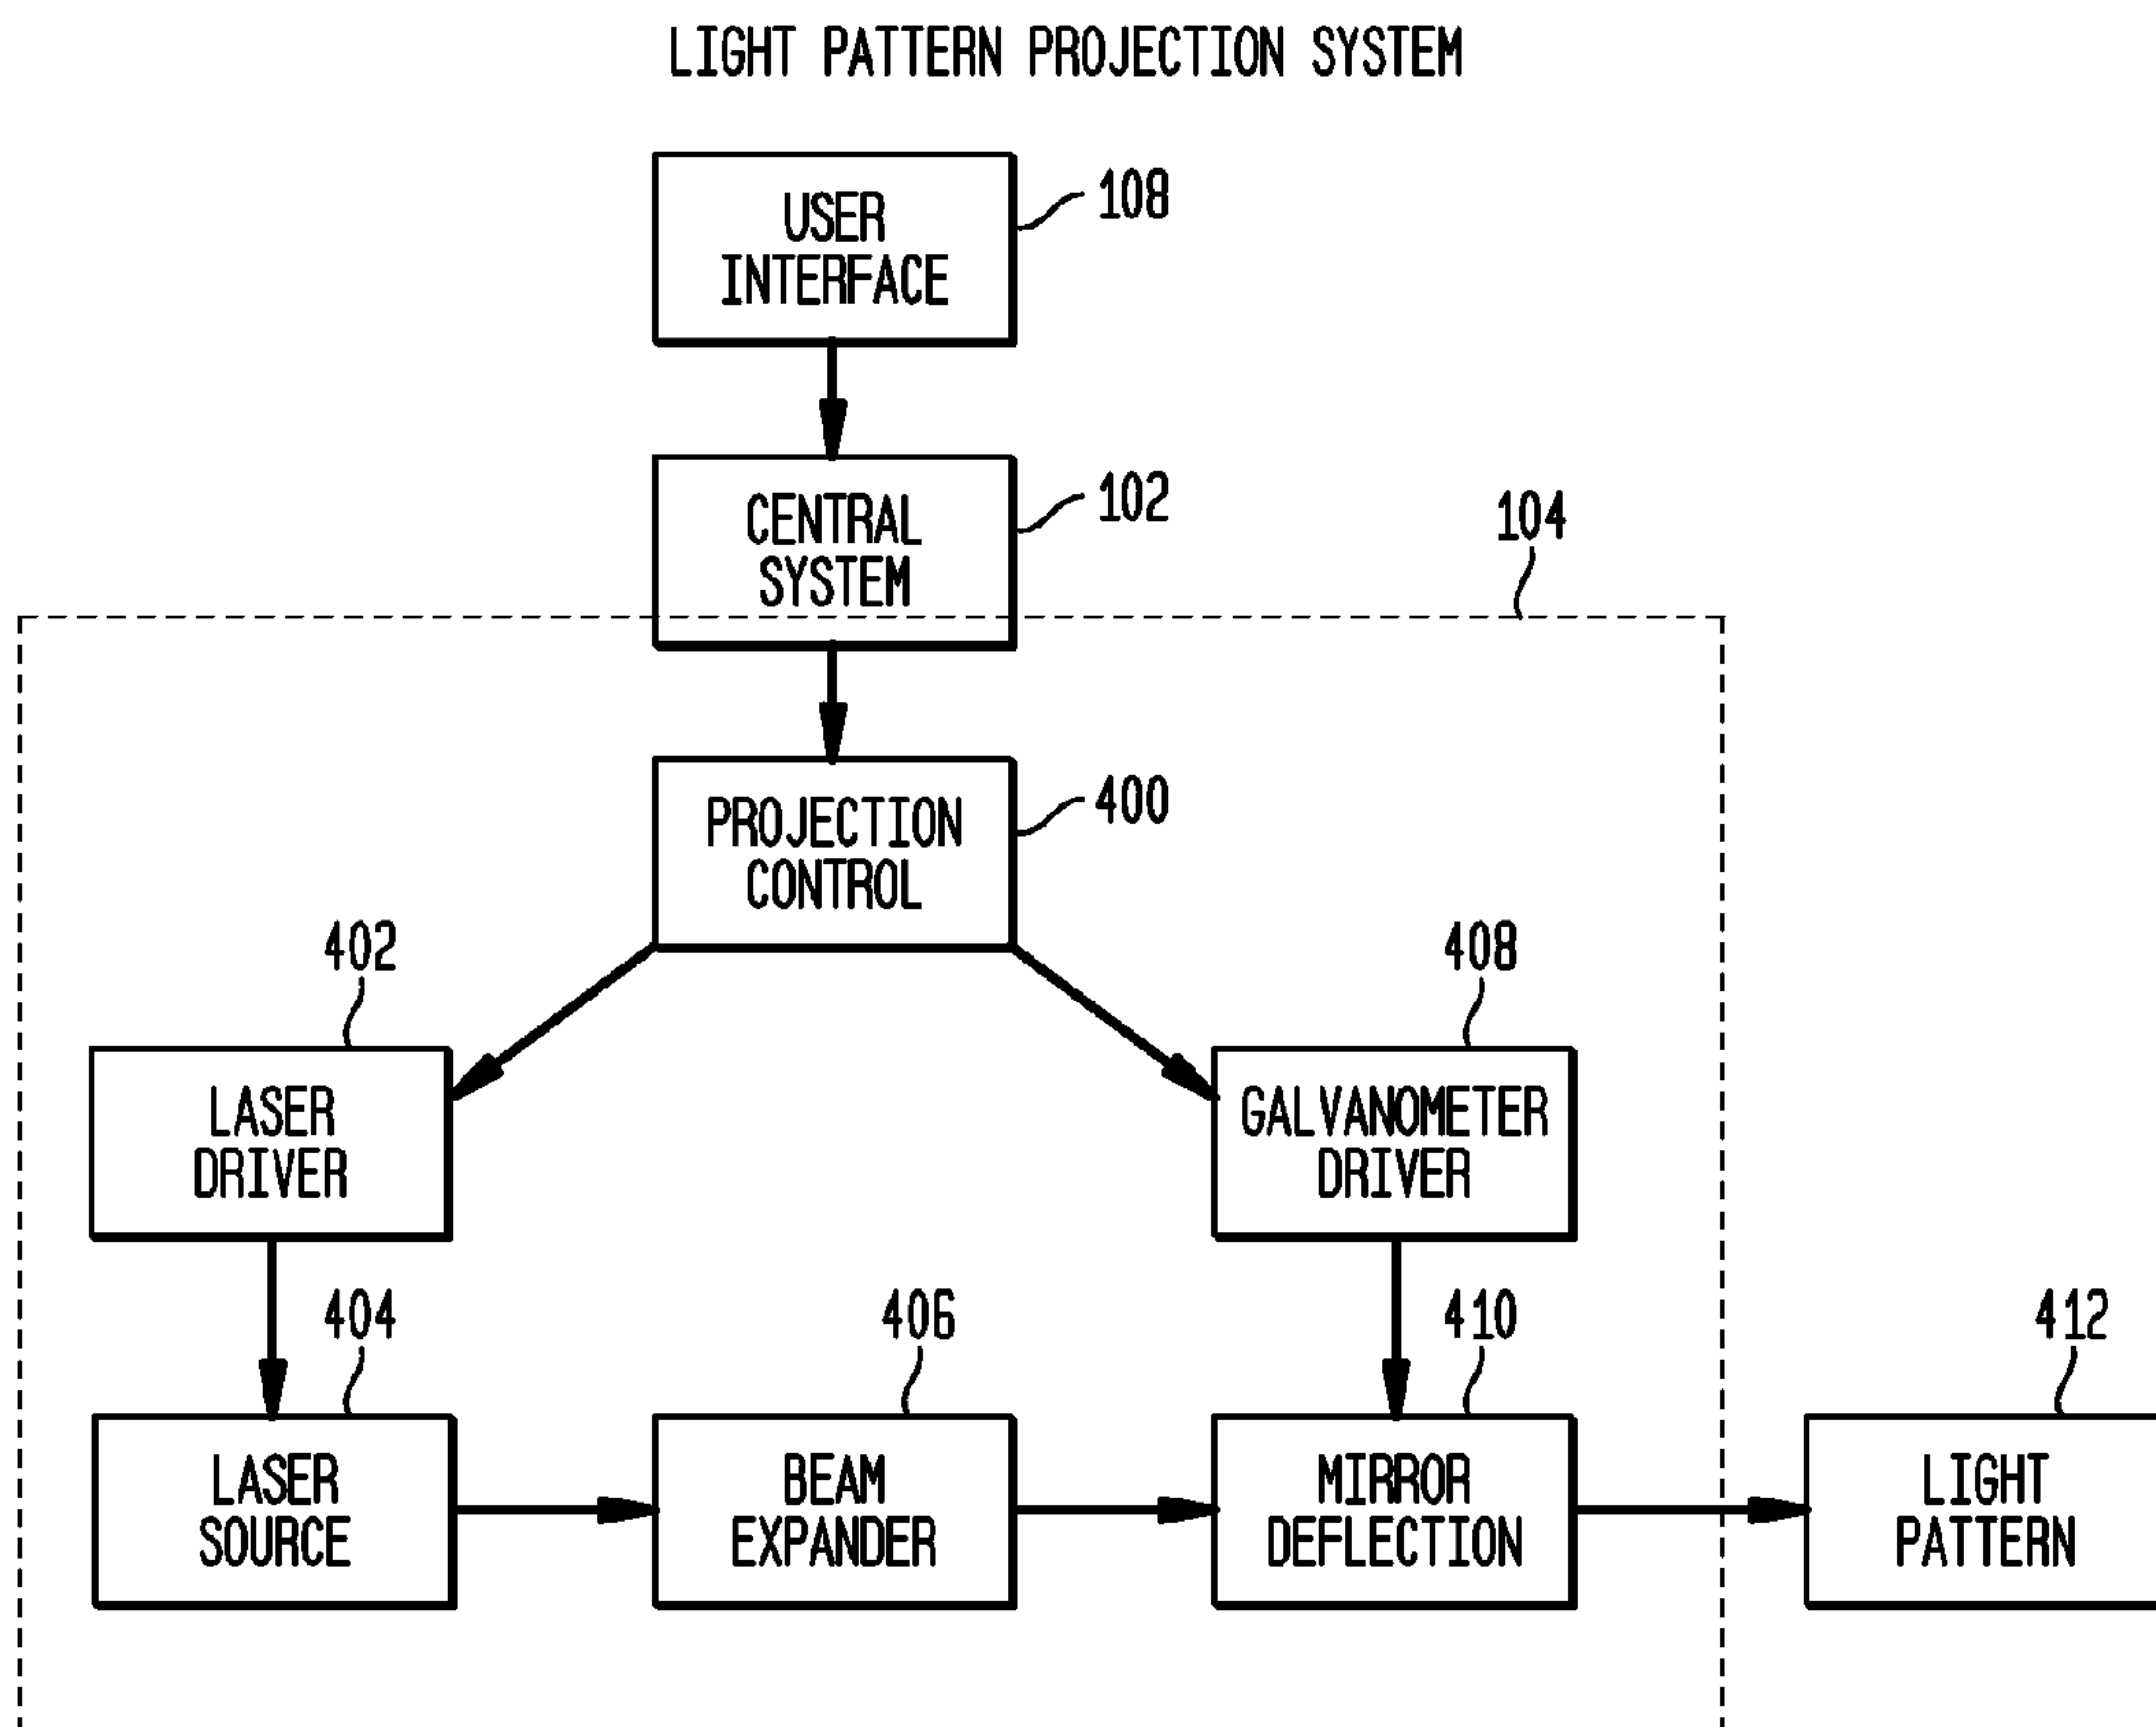 LIGHT PATTERN PROJECTION SYSTEM
USER
INTERFACE
108
CENTRAL
SYSTEM
102
104
PROJECTION
CONTROL
400
402
408
LASER
DRIVER
GALVANOMETER
DRIVER
404
406
410
412
LASER
SOURCE
BEAM
EXPANDER
MIRROR
DEFLECTION
LIGHT
PATTERN